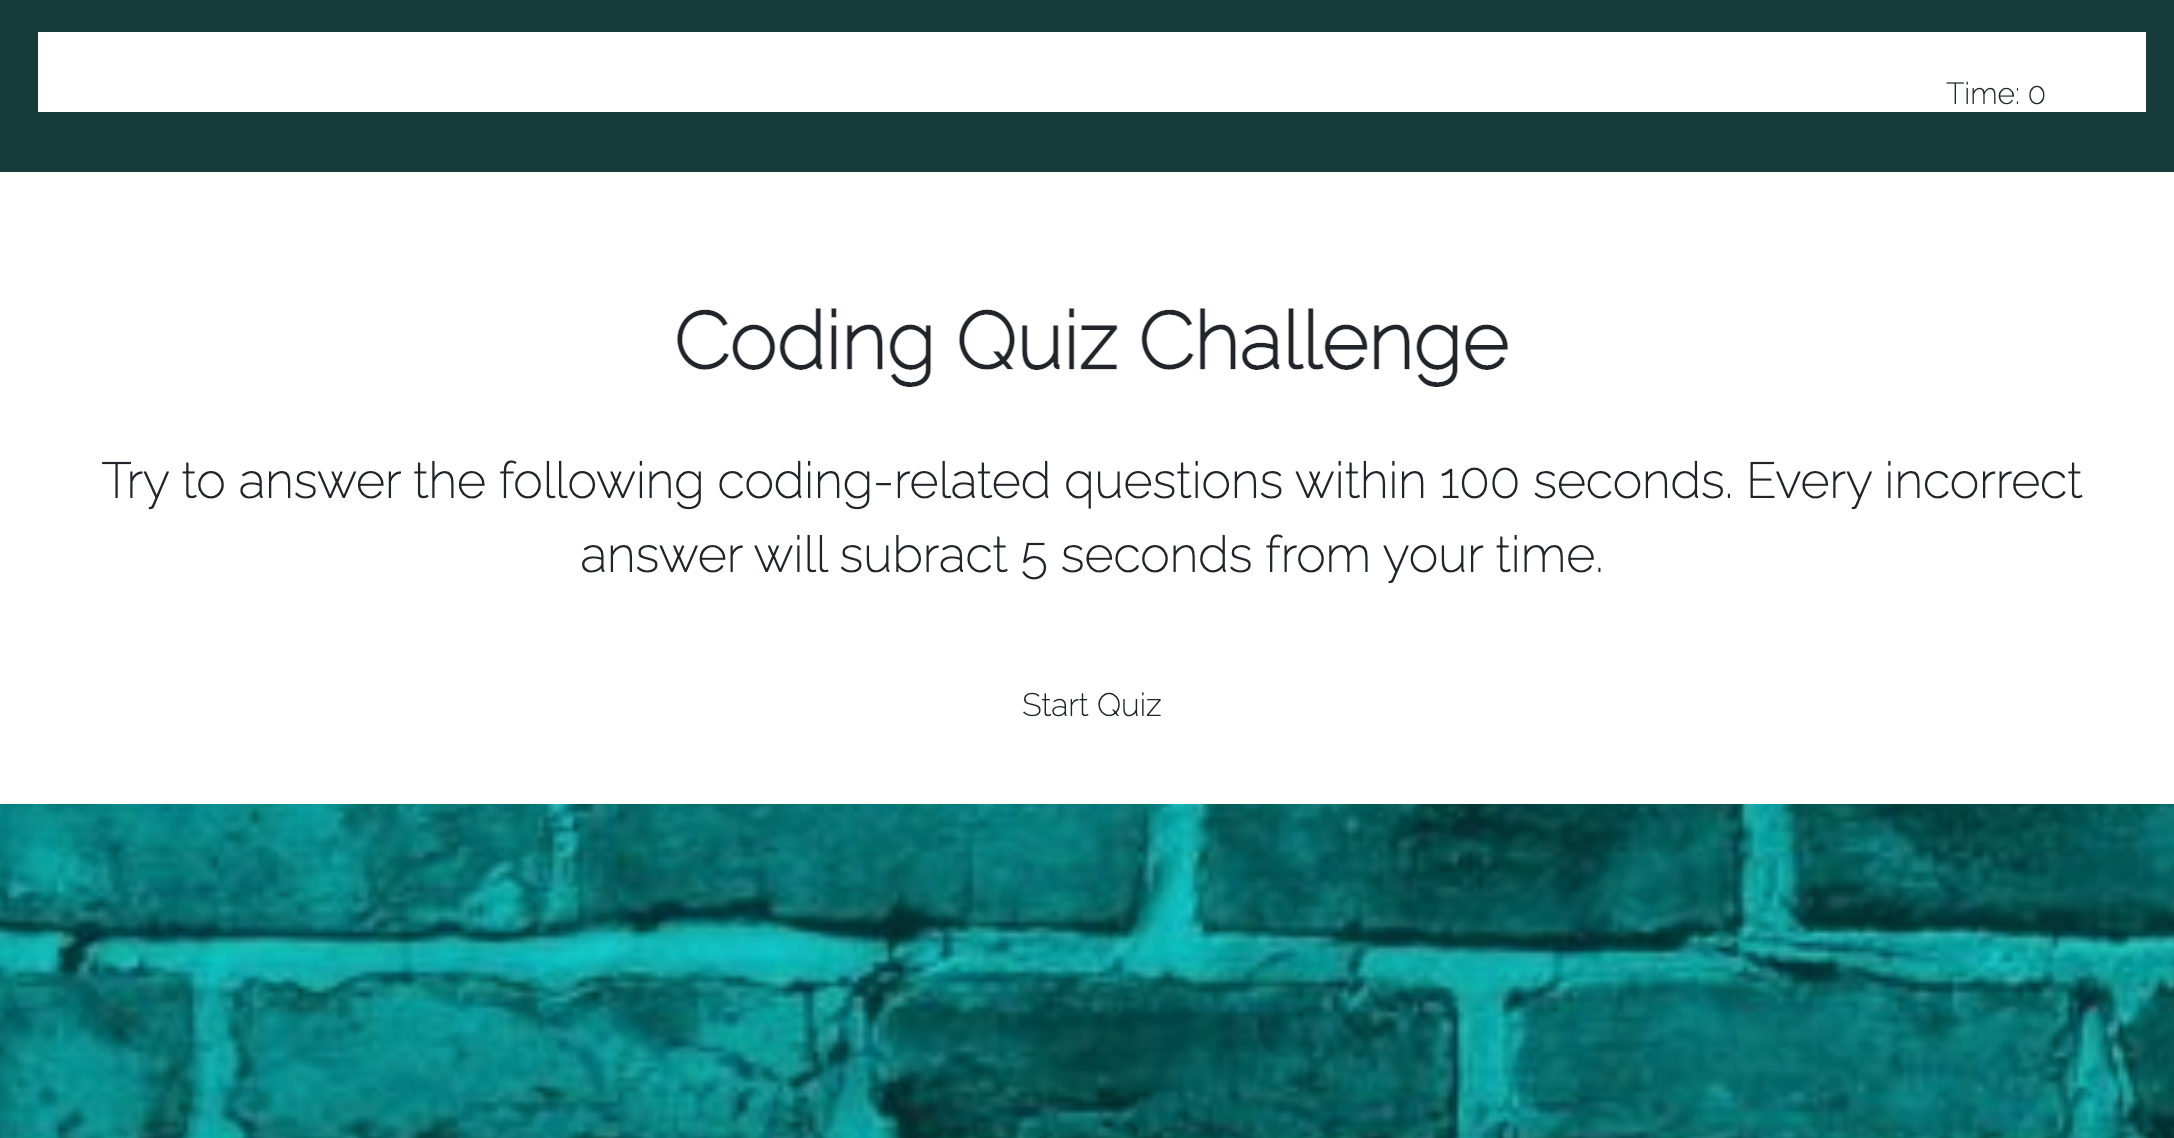 Time: 0
Coding Quiz Challenge
Try to answer the following coding-related questions within 100 seconds. Every incorrect
answer will subract 5 seconds from your time.
Start Quiz